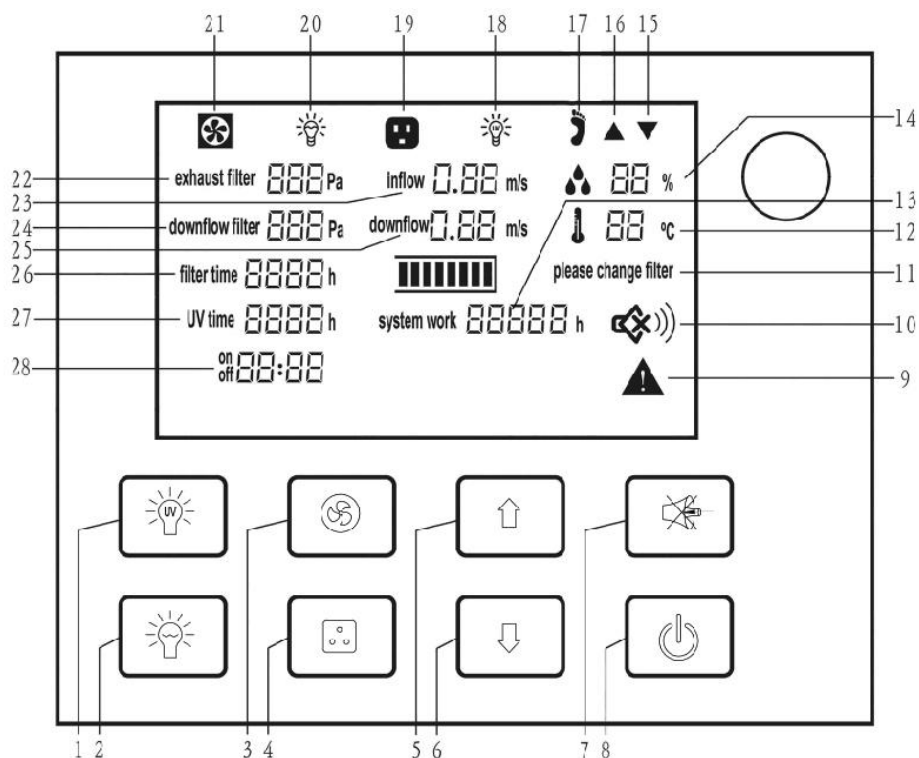 21 20 19 18 17 16 15
UV
14
22 exhaust filter 888 Pa inflow 0.88 m/s 88 %
23
13
24 downflow filter 888 Pa downflow 0.88 m/s 88 ºC
12
25
26 filter time 8888 h please change filter 11
27 UV time 8888 h system work 88888 h 10
28 on
off 88:88
9
UV
1 2 3 4 5 6 7 8